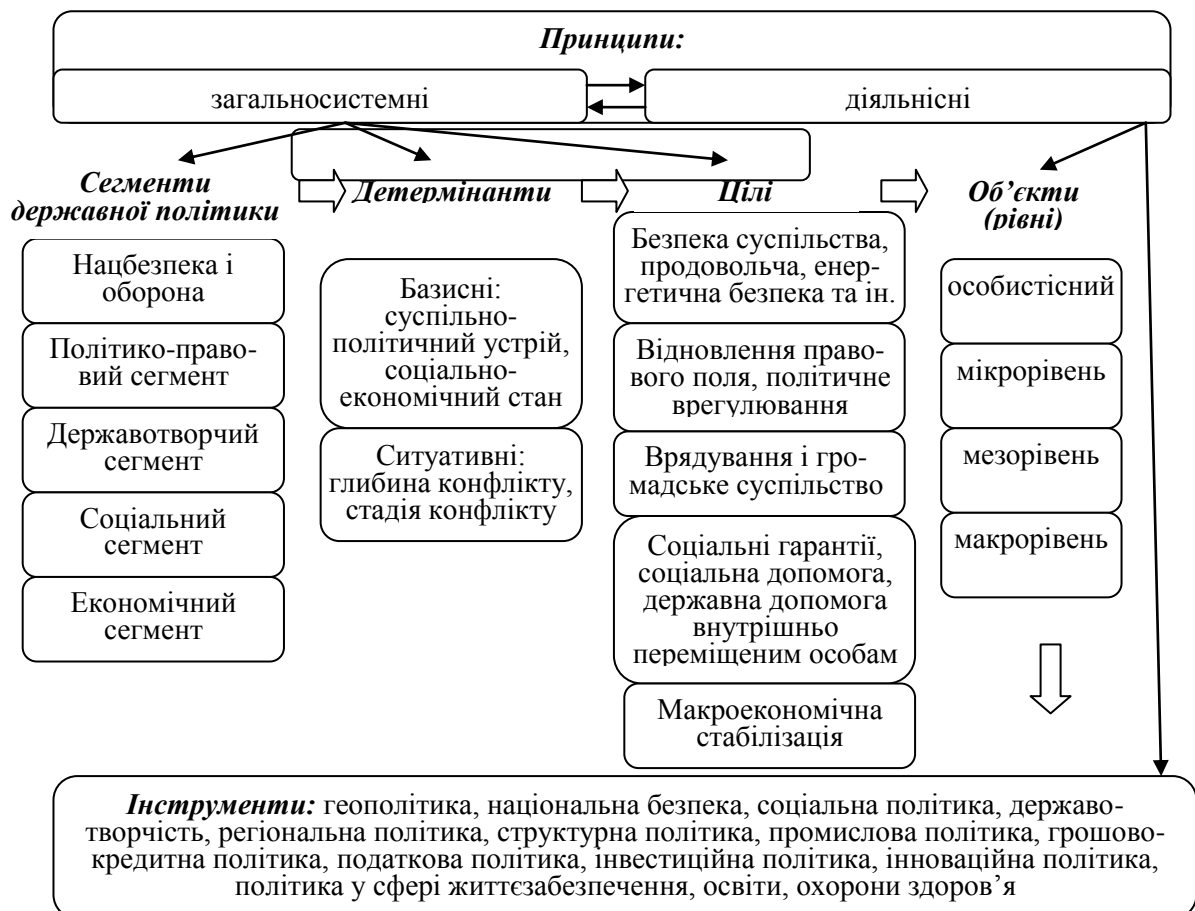 Принципи:
загальносистемні
діяльнісні
Сегменти
державної політики
Детермінанти
Цілі
Об’єкти
(рівні)
Нацбезпека і
оборона
Політико-право-
вий сегмент
Державотворчий
сегмент
Соціальний
сегмент
Економічний
сегмент
Базисні:
суспільно-
політичний устрій,
соціально-
економічний стан
Ситуативні:
глибина конфлікту,
стадія конфлікту
Безпека суспільства,
продовольча, енер-
гетична безпека та ін.
Відновлення право-
вого поля, політичне
врегулювання
Врядування і гро-
мадське суспільство
Соціальні гарантії,
соціальна допомога,
державна допомога
внутрішньо
переміщеним особам
Макроекономічна
стабілізація
особистісний
мікрорівень
мезорівень
макрорівень
Інструменти: геополітика, національна безпека, соціальна політика, державо-
творчість, регіональна політика, структурна політика, промислова політика, грошово-
кредитна політика, податкова політика, інвестиційна політика, інноваційна політика,
політика у сфері життєзабезпечення, освіти, охорони здоров’я